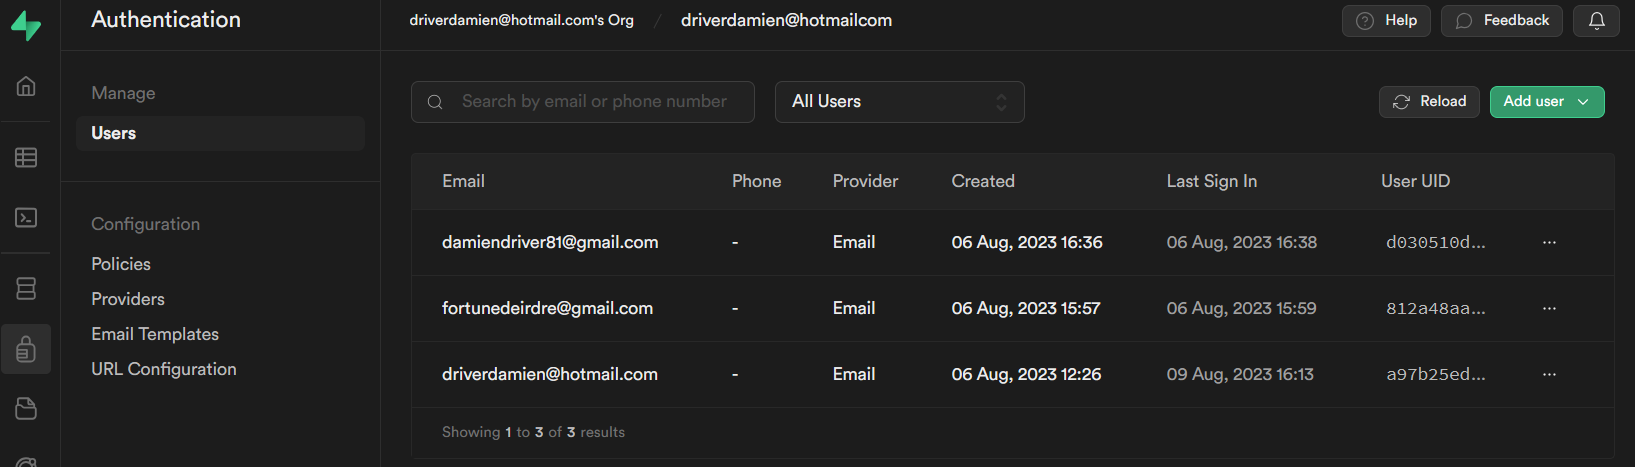 Authentication
driverdamien@hotmail.com's Org / driverdamien@hotmailcom
Help
Feedback
Manage
Users
Configuration
Policies
Providers
Email Templates
URL Configuration
Search by email or phone number
All Users
Reload
Add user
Email Phone Provider Created Last Sign In User UID
damiendriver81@gmail.com - Email 06 Aug, 2023 16:36 06 Aug, 2023 16:38 d030510d... ...
fortunedeirdre@gmail.com - Email 06 Aug, 2023 15:57 06 Aug, 2023 15:59 812a48aa... ...
driverdamien@hotmail.com - Email 06 Aug, 2023 12:26 09 Aug, 2023 16:13 a97b25ed... ...
Showing 1 to 3 of 3 results